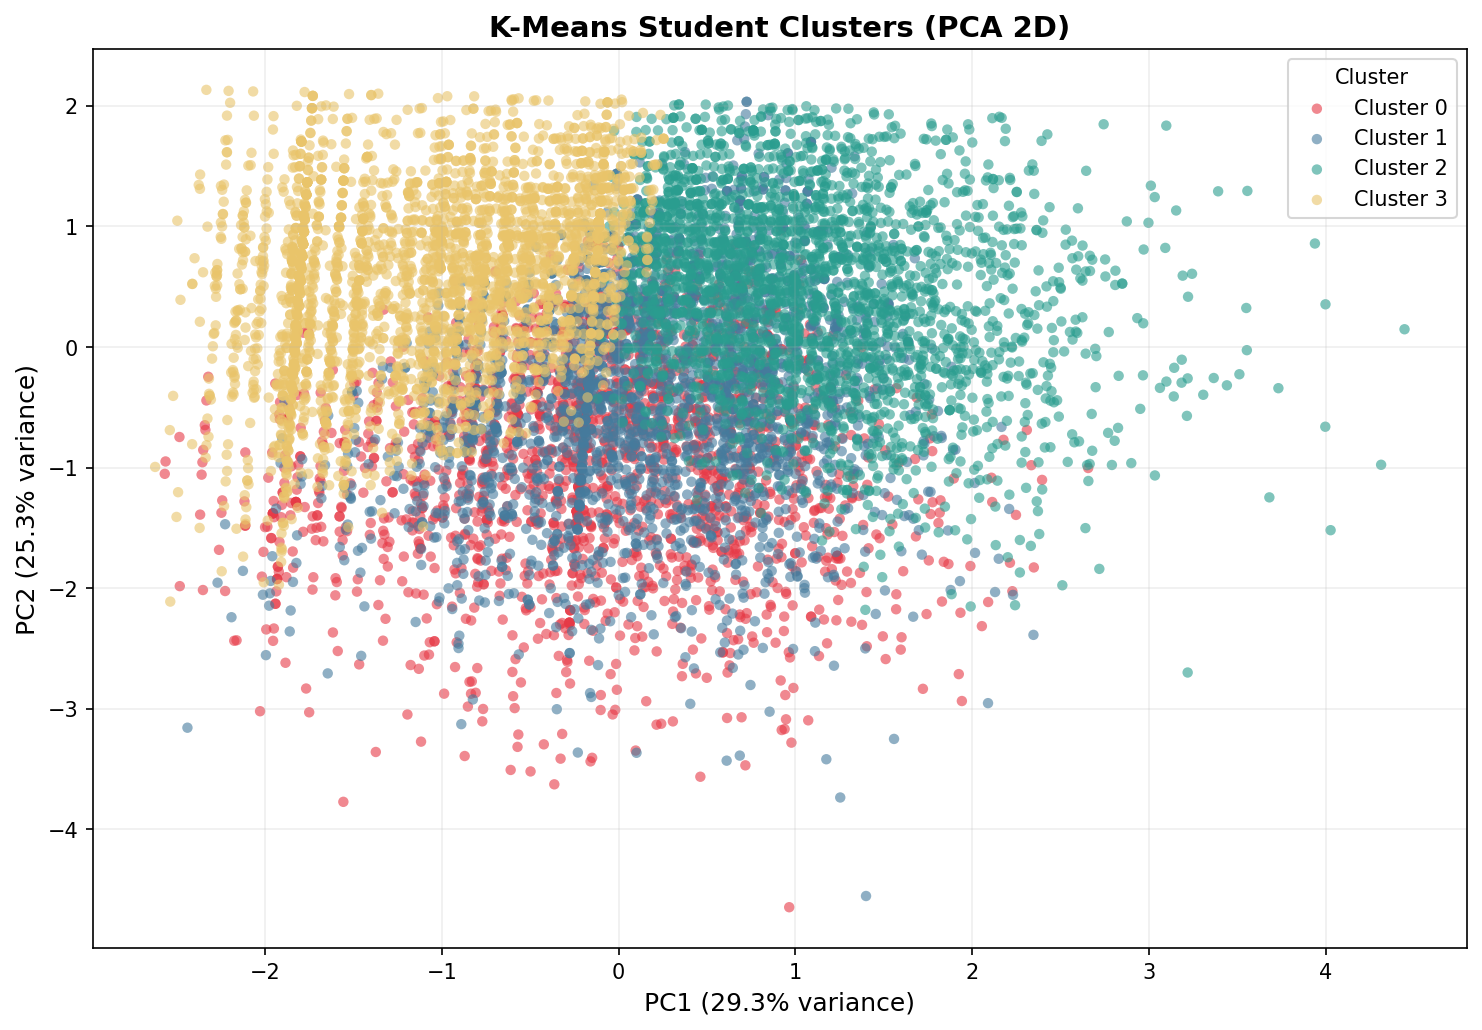 K-Means Student Clusters (PCA 2D)
Cluster
Cluster 0
Cluster 1
Cluster 2
Cluster 3
PC2 (25.3% variance)
2
1
0
−1
−2
−3
−4
−2
−1
0
1
2
3
4
PC1 (29.3% variance)